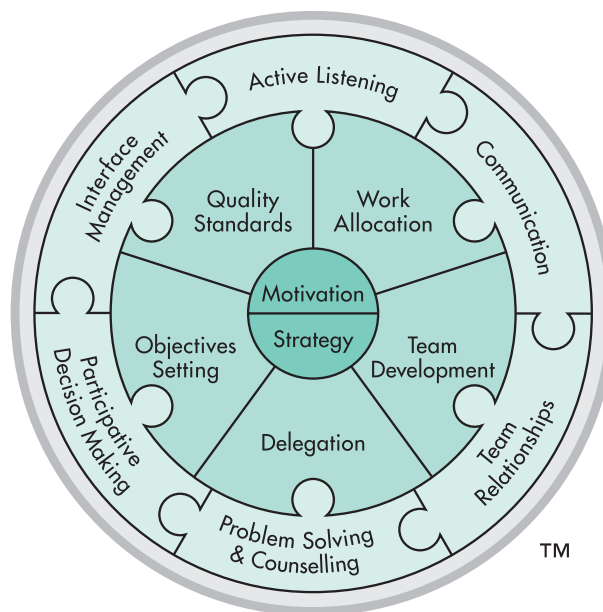 Active Listening
Communication
Team
Relationships
Problem Solving
& Counselling
Participative
Decision Making
Interface
Management
Quality
Standards
Work
Allocation
Team
Development
Delegation
Objectives
Setting
Motivation
Strategy
TM